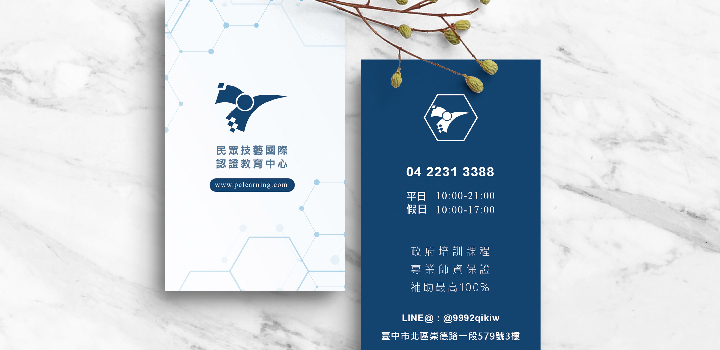 民眾技藝國際
認證教育中心
www.pclearning.com
04 2231 3388
平日 10:00-21:00
假日 10:00-17:00
政府培訓課程
專業師資保證
補助最高100%
LINE@：@9992qikiw
臺中市北區崇德路一段579號3樓